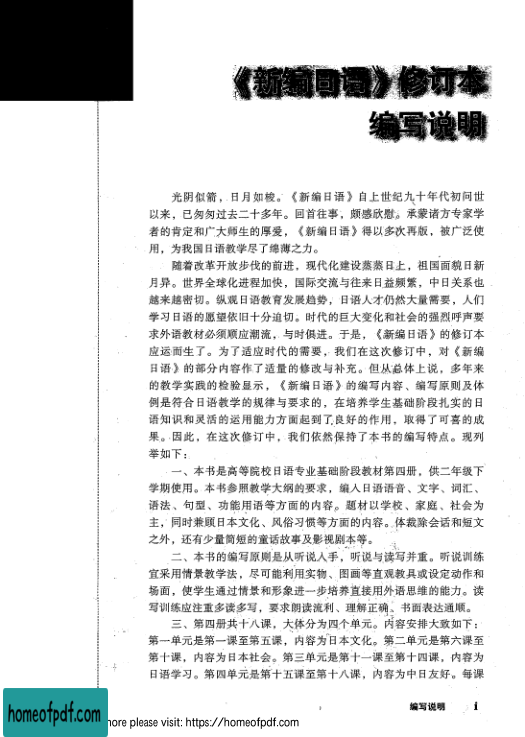 《新编日语》修订本
编写说明
光阴似箭，日月如梭。《新编日语》自上世纪九十年代初问世
以来，已匆匆过去二十多年。回首往事，颇感欣慰。承蒙诸方专家学
者的肯定和广大师生的厚爱，《新编日语》得以多次再版，被广泛使
用，为我国日语教学尽了绵薄之力。
随着改革开放步伐的前进，现代化建设蒸蒸日上，祖国面貌日新
月异。世界全球化进程加快，国际交流与往来日益频繁，中日关系也
越来越密切。纵观日语教育发展趋势，日语人才仍然大量需要，人们
学习日语的愿望依旧十分迫切。时代的巨大变化和社会的强烈呼声要
求外语教材必须顺应潮流，与时俱进。于是，《新编日语》的修订本
应运而生了。为了适应时代的需要，我们在这次修订中，对《新编
日语》的部分内容作了适量的修改与补充。但从总体上说，多年来
的教学实践的检验显示，《新编日语》的编写内容、编写原则及体
例是符合日语教学的规律与要求的，在培养学生基础阶段扎实的日
语知识和灵活的运用能力方面起到了良好的作用，取得了可喜的成
果。因此，在这次修订中，我们依然保持了本书的编写特点。现列
举如下：
一、本书是高等院校日语专业基础阶段教材第四册，供二年级下
学期使用。本书参照教学大纲的要求，编入日语语音、文字、词汇、
语法、句型、功能用语等方面的内容。题材以学校、家庭、社会为
主，同时兼顾日本文化、风俗习惯等方面的内容。体裁除会话和短文
之外，还有少量简短的童话故事及影视剧本等。
二、本书的编写原则是从听说人手，听说与读写并重。听说训练
宜采用情景教学法，尽可能利用实物、图画等直观教具或设定动作和
场面，使学生通过情景和形象进一步培养直接用外语思维的能力。读
写训练应注重多读多写，要求朗读流利、理解正确、书面表达通顺。
三、第四册共十八课，大体分为四个单元。内容安排大致如下：
第一单元是第一课至第五课，内容为日本文化。第二单元是第六课至
第十课，内容为日本社会。第三单元是第十一课至第十四课，内容为
日语学习。第四单元是第十五课至第十八课，内容为中日友好。每课
编写说明 i
homeofpdf.com
more please visit: https://homeofpdf.com